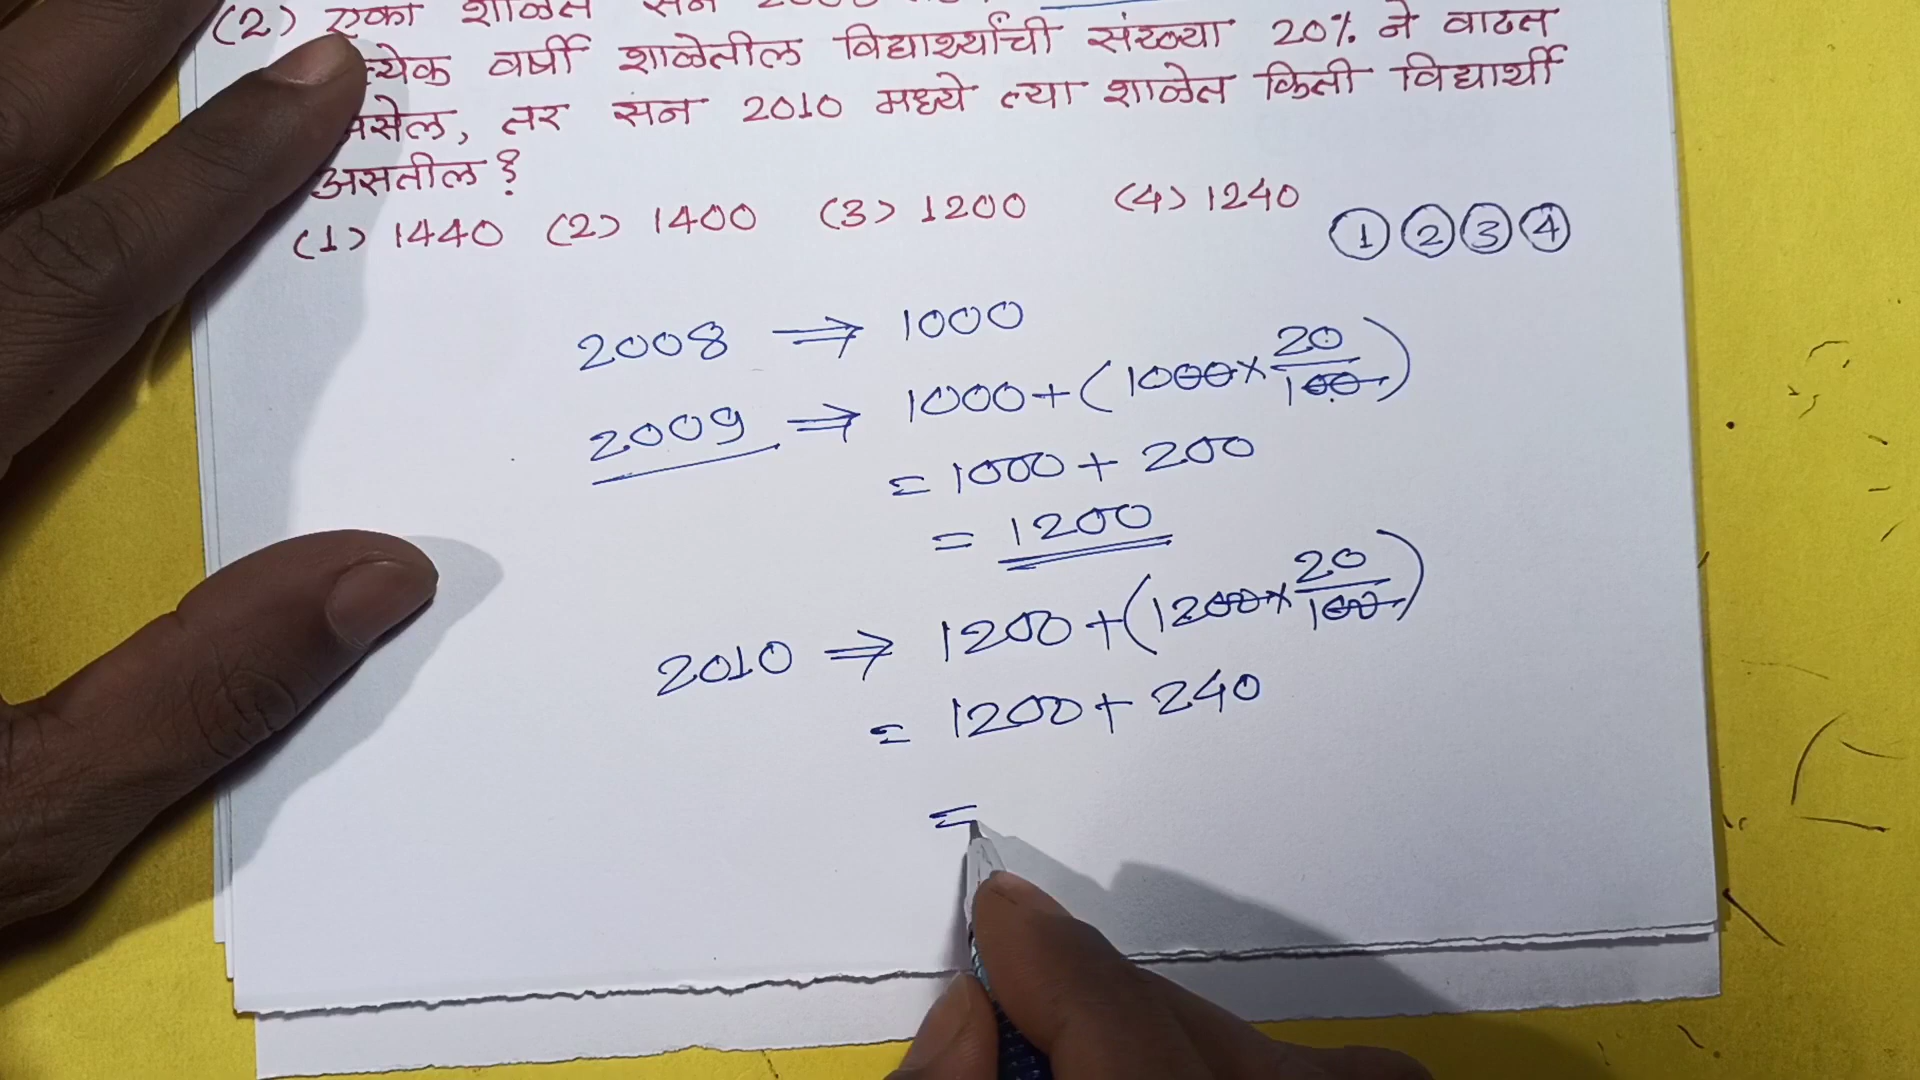 (2) एका शाळेत सन
वर्षी शाळेतील विद्यार्थ्यांची संख्या 20% ने वाढत
असेल, तर सन 2010 मध्ये त्या शाळेत किती विद्यार्थी
असतील ?
(1) 1440 (2) 1400 (3) 1200 (4) 1240
1 2 3 4
2008 ⇒ 1000
2009 ⇒ 1000+(1000×20/100)
= 1000 + 200
= 1200
2010 ⇒ 1200+(1200×20/100)
= 1200 + 240
=